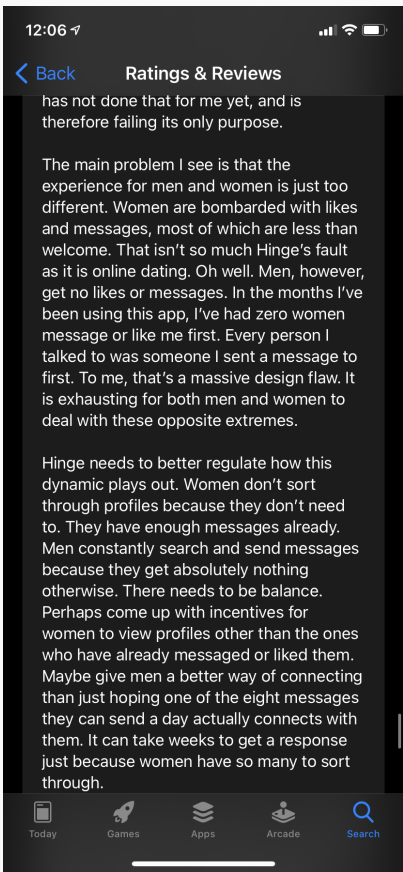 12:06
Back
Ratings & Reviews
has not done that for me yet, and is
therefore failing its only purpose.
The main problem I see is that the
experience for men and women is just too
different. Women are bombarded with likes
and messages, most of which are less than
welcome. That isn’t so much Hinge’s fault
as it is online dating. Oh well. Men, however,
get no likes or messages. In the months I’ve
been using this app, I’ve had zero women
message or like me first. Every person I
talked to was someone I sent a message to
first. To me, that’s a massive design flaw. It
is exhausting for both men and women to
deal with these opposite extremes.
Hinge needs to better regulate how this
dynamic plays out. Women don’t sort
through profiles because they don’t need
to. They have enough messages already.
Men constantly search and send messages
because they get absolutely nothing
otherwise. There needs to be balance.
Perhaps come up with incentives for
women to view profiles other than the ones
who have already messaged or liked them.
Maybe give men a better way of connecting
than just hoping one of the eight messages
they can send a day actually connects with
them. It can take weeks to get a response
just because women have so many to sort
through.
Today
Games
Apps
Arcade
Search